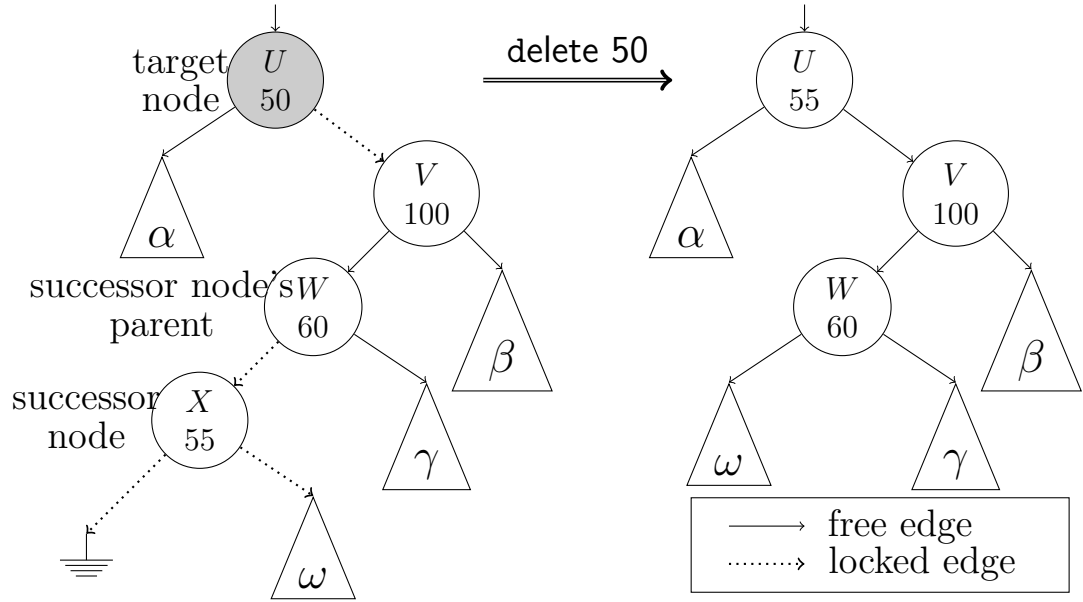 target
node
U
50
delete 50
U
55
V
100
α
V
100
α
successor node's
parent
W
60
β
W
60
β
successor
node
X
55
γ
ω
γ
ω
free edge
locked edge